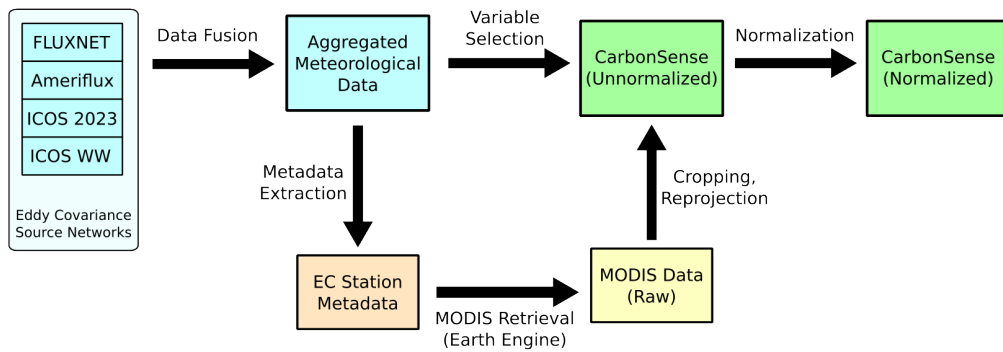 FLUXNET
Ameriflux
ICOS 2023
ICOS WW
Eddy Covariance
Source Networks
Data Fusion
Aggregated
Meteorological
Data
Variable
Selection
CarbonSense
(Unnormalized)
Normalization
CarbonSense
(Normalized)
Metadata
Extraction
Cropping,
Reprojection
EC Station
Metadata
MODIS Retrieval
(Earth Engine)
MODIS Data
(Raw)